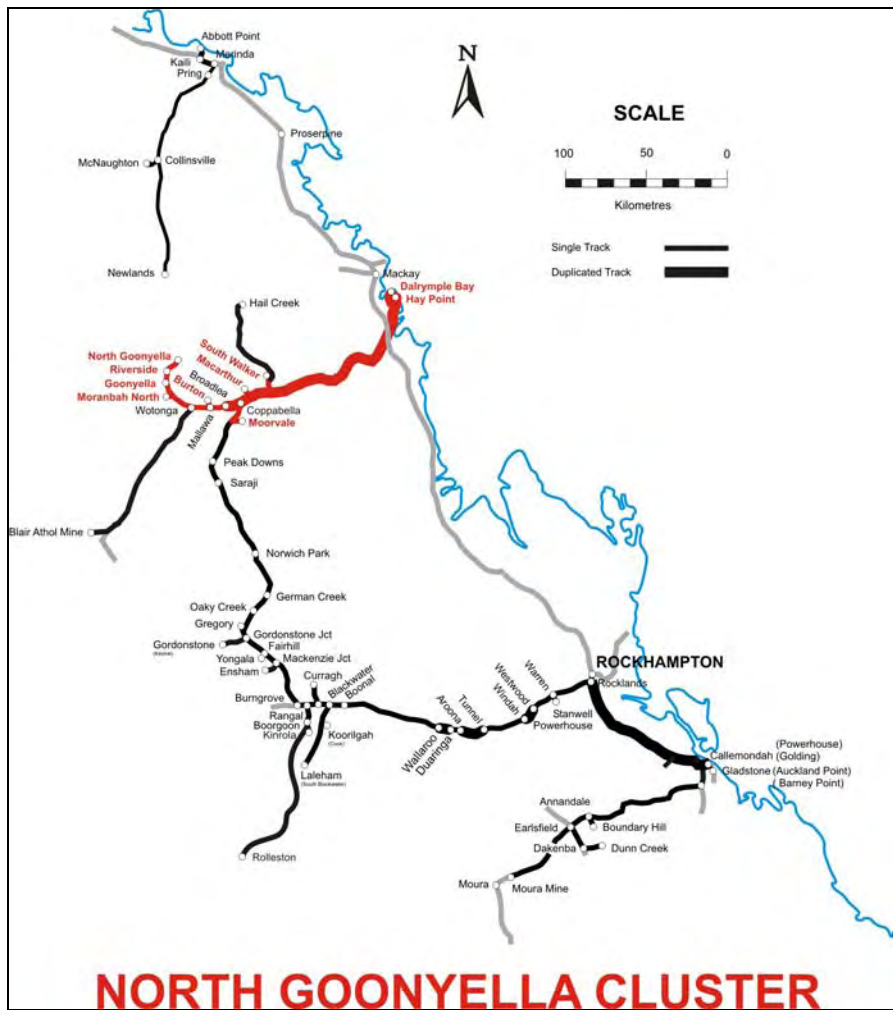 Abbott Point
Kaili
Merinda
Pring
N
SCALE
100 50 0
Kilometres
Single Track
Duplicated Track
Proserpine
McNaughton
Collinsville
Newlands
Mackay
Dalrymple Bay
Hay Point
Hail Creek
North Goonyella
Riverside
Goonyella
Moranbah North
South Walker
Macarthur
Broadlea
Burton
Wotonga
Mallawa
Coppabella
Moorvale
Peak Downs
Saraji
Blair Athol Mine
Norwich Park
German Creek
Oaky Creek
Gregory
Gordonstone Jct
Gordonstone
Fairhill
Yongala
Mackenzie Jct
Ensham
Curragh
Burngrove
Blackwater
Boonal
Rangal
Boorgoon
Kinrola
Koorilgah
(Cook)
Laleham
(South Blackwater)
Rolleston
Wallaroo
Duaringa
Aroona
Tunnel
Windah
Westwood
Warren
Stanwell
Powerhouse
ROCKHAMPTON
Rocklands
Callemondah (Powerhouse)
(Golding)
Gladstone (Auckland Point)
( Barney Point)
Annandale
Earlsfield
Boundary Hill
Dakenba
Dunn Creek
Moura
Moura Mine
NORTH GOONYELLA CLUSTER